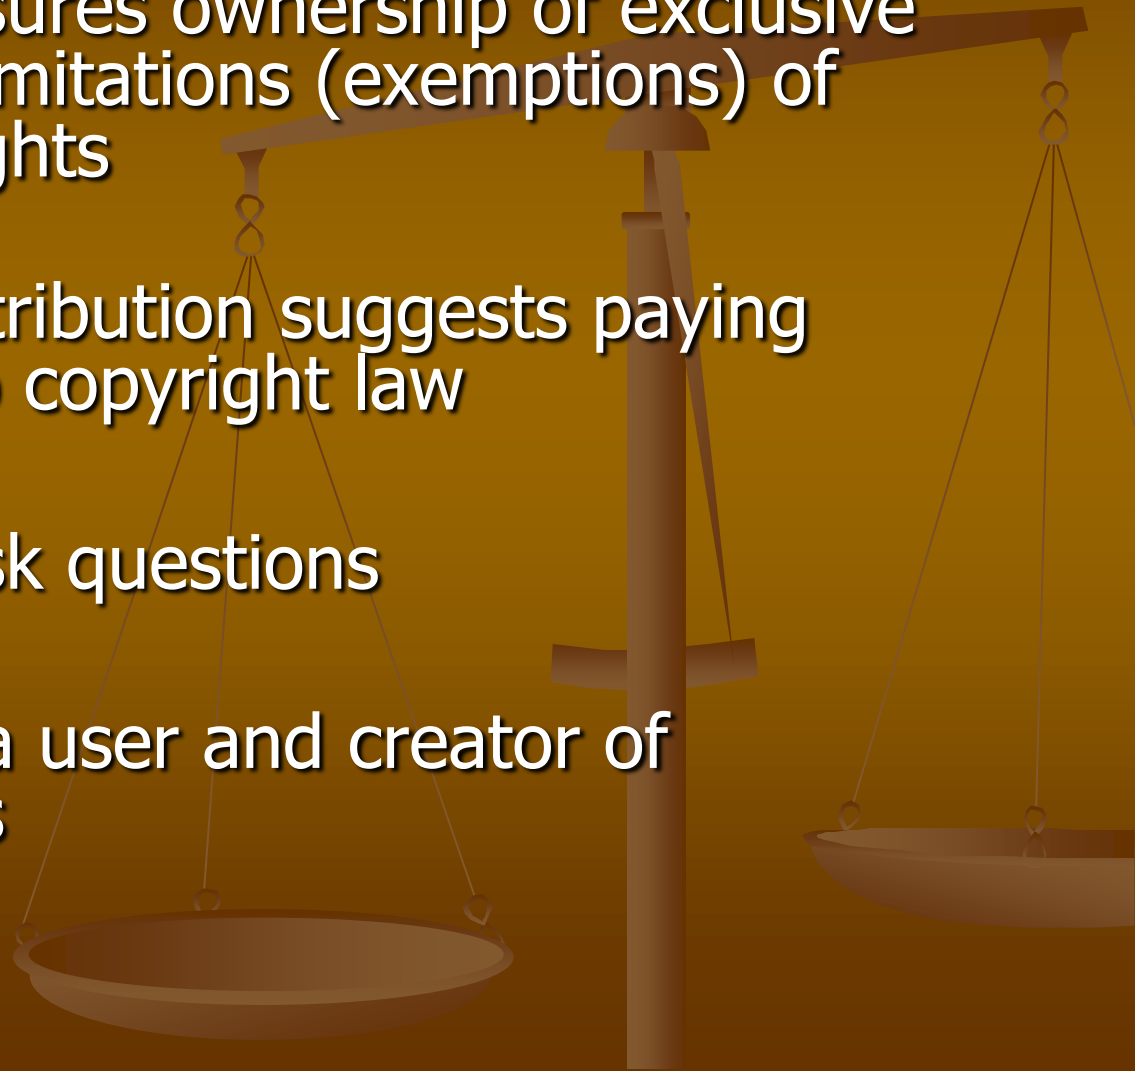 sures ownership of exclusive
mitations (exemptions) of
ghts
tribution suggests paying
copyright law
sk questions
a user and creator of
s